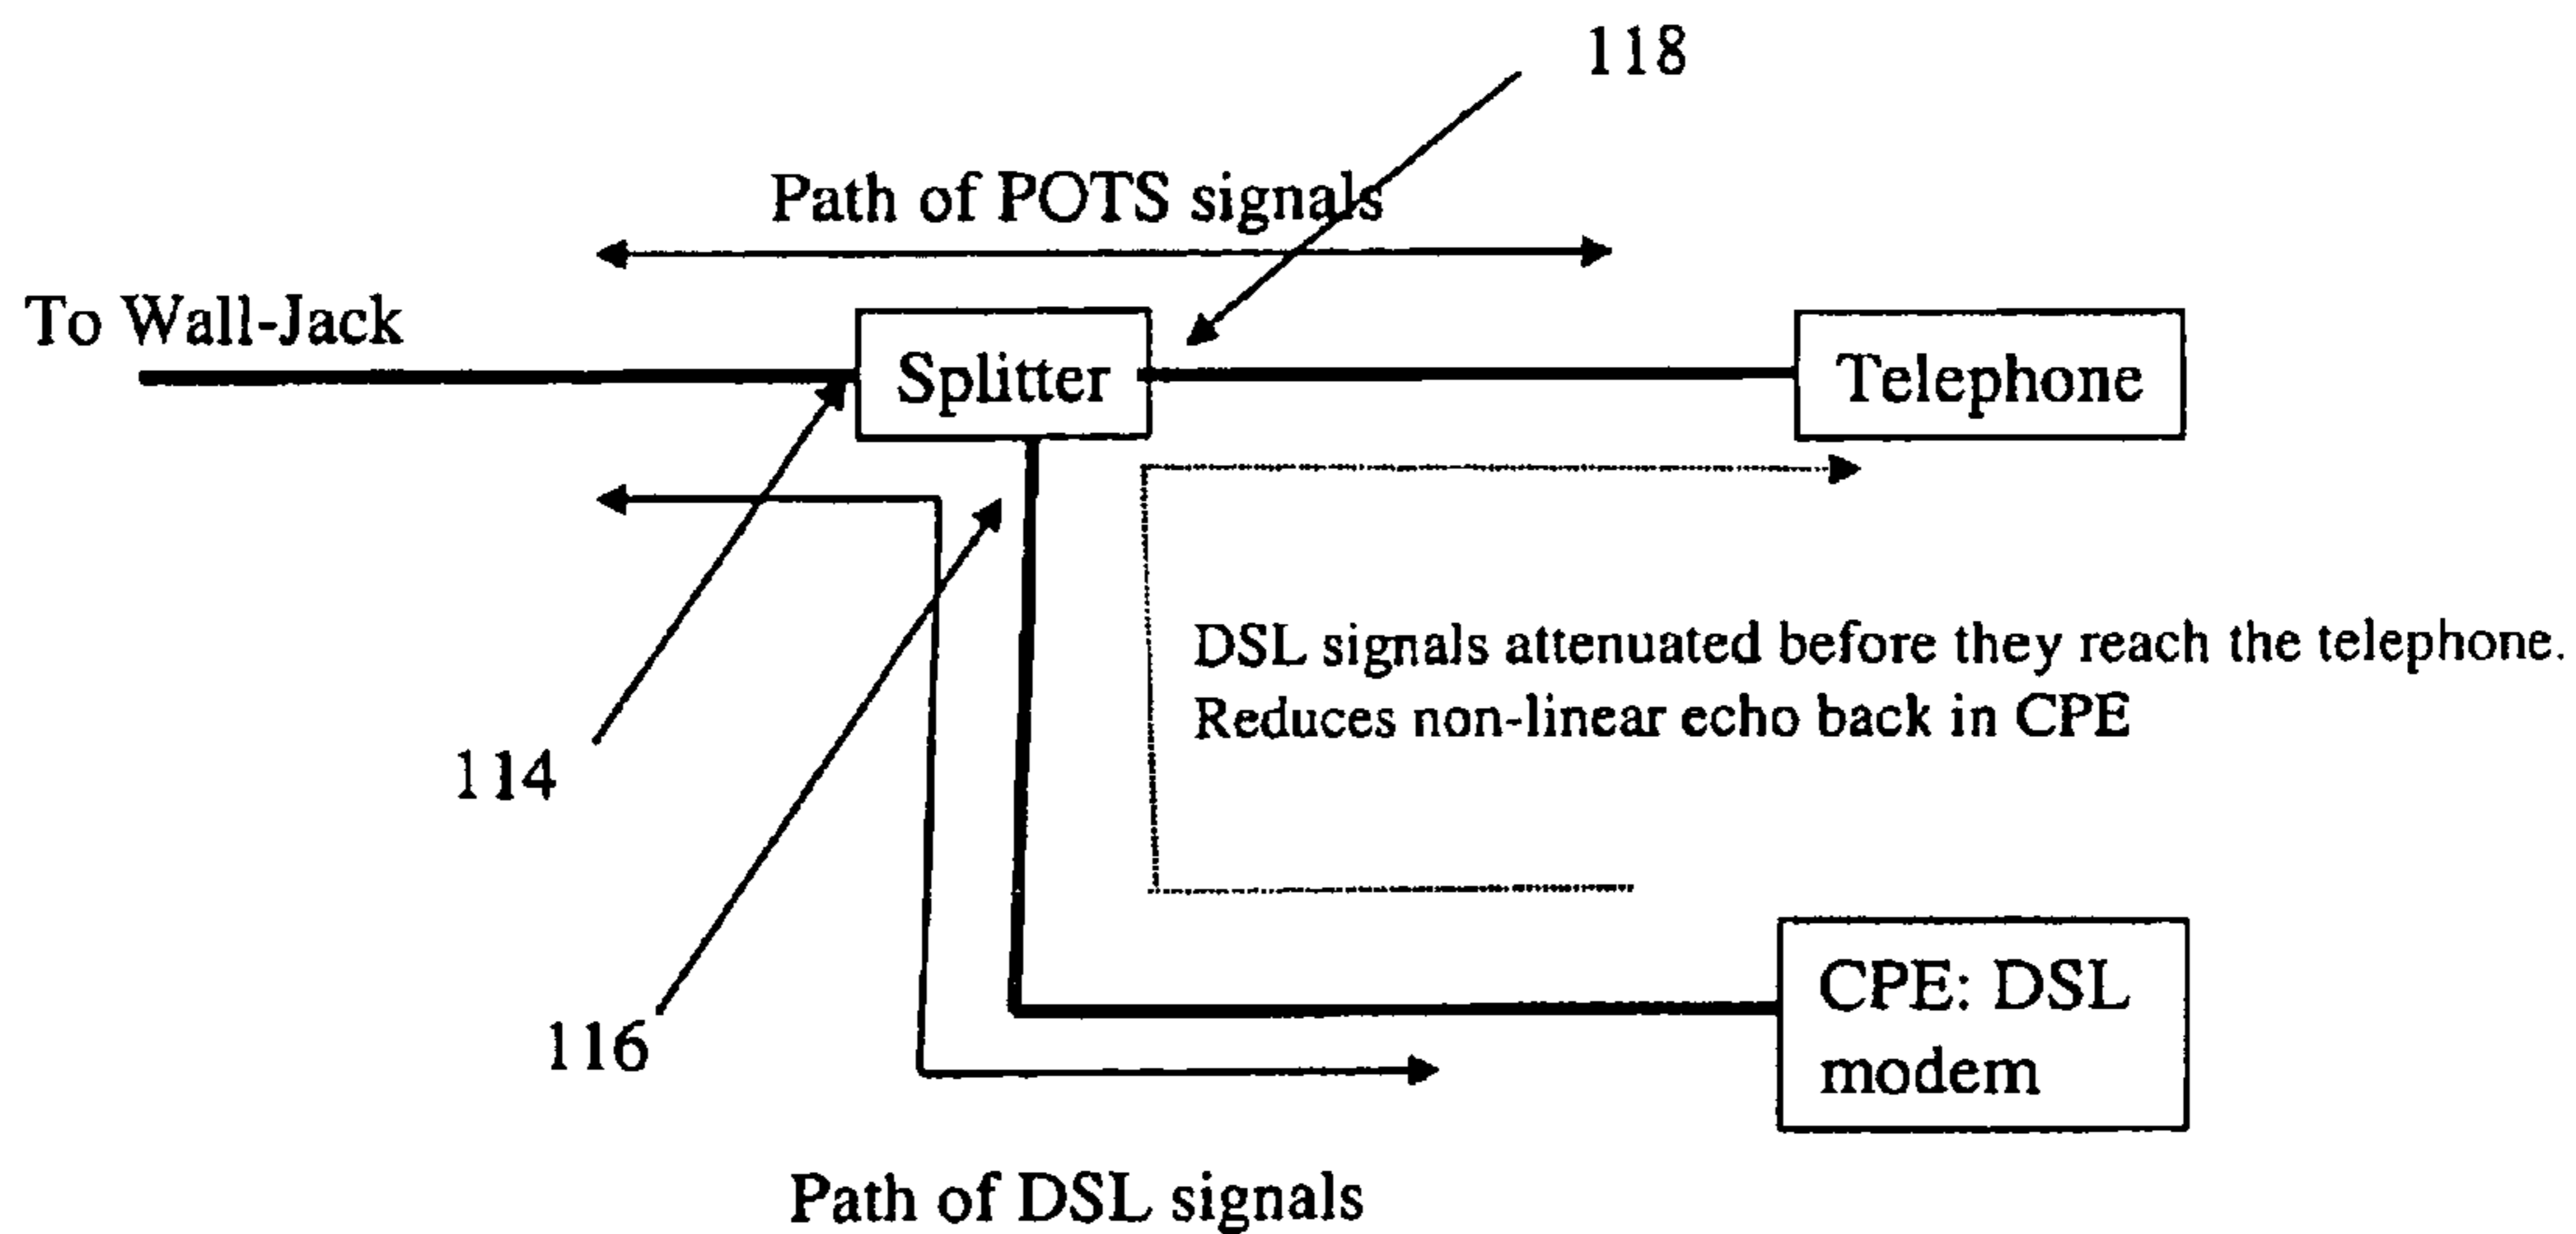 118
Path of POTS signals
To Wall-Jack
Splitter
Telephone
DSL signals attenuated before they reach the telephone.
Reduces non-linear echo back in CPE
114
116
CPE: DSL
modem
Path of DSL signals